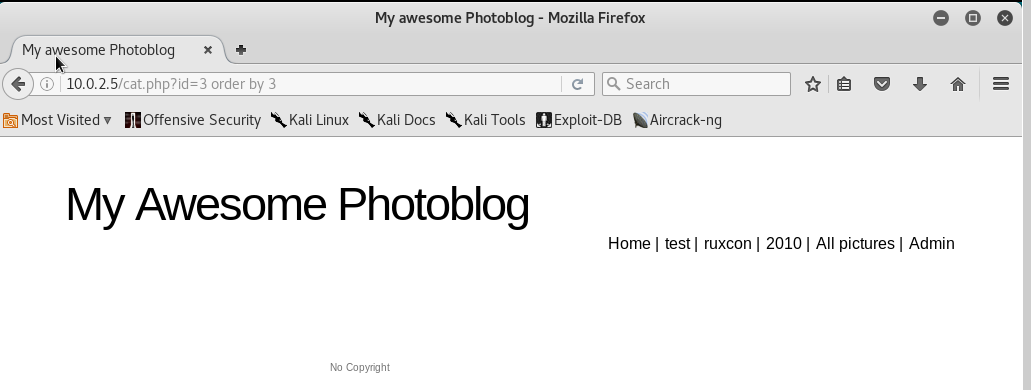 My awesome Photoblog - Mozilla Firefox
My awesome Photoblog
10.0.2.5/cat.php?id=3 order by 3
Search
Most Visited
Offensive Security
Kali Linux
Kali Docs
Kali Tools
Exploit-DB
Aircrack-ng
My Awesome Photoblog
Home | test | ruxcon | 2010 | All pictures | Admin
No Copyright